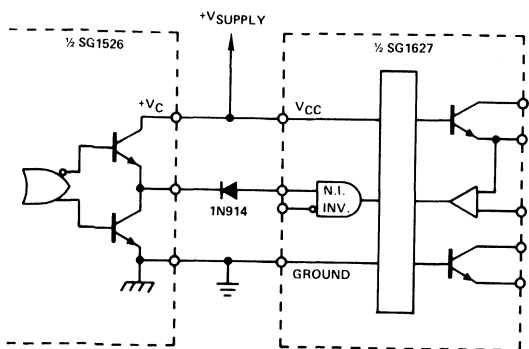 +VSUPPLY
½ SG1526
½ SG1627
+VC
VCC
N.I.
INV.
1N914
GROUND